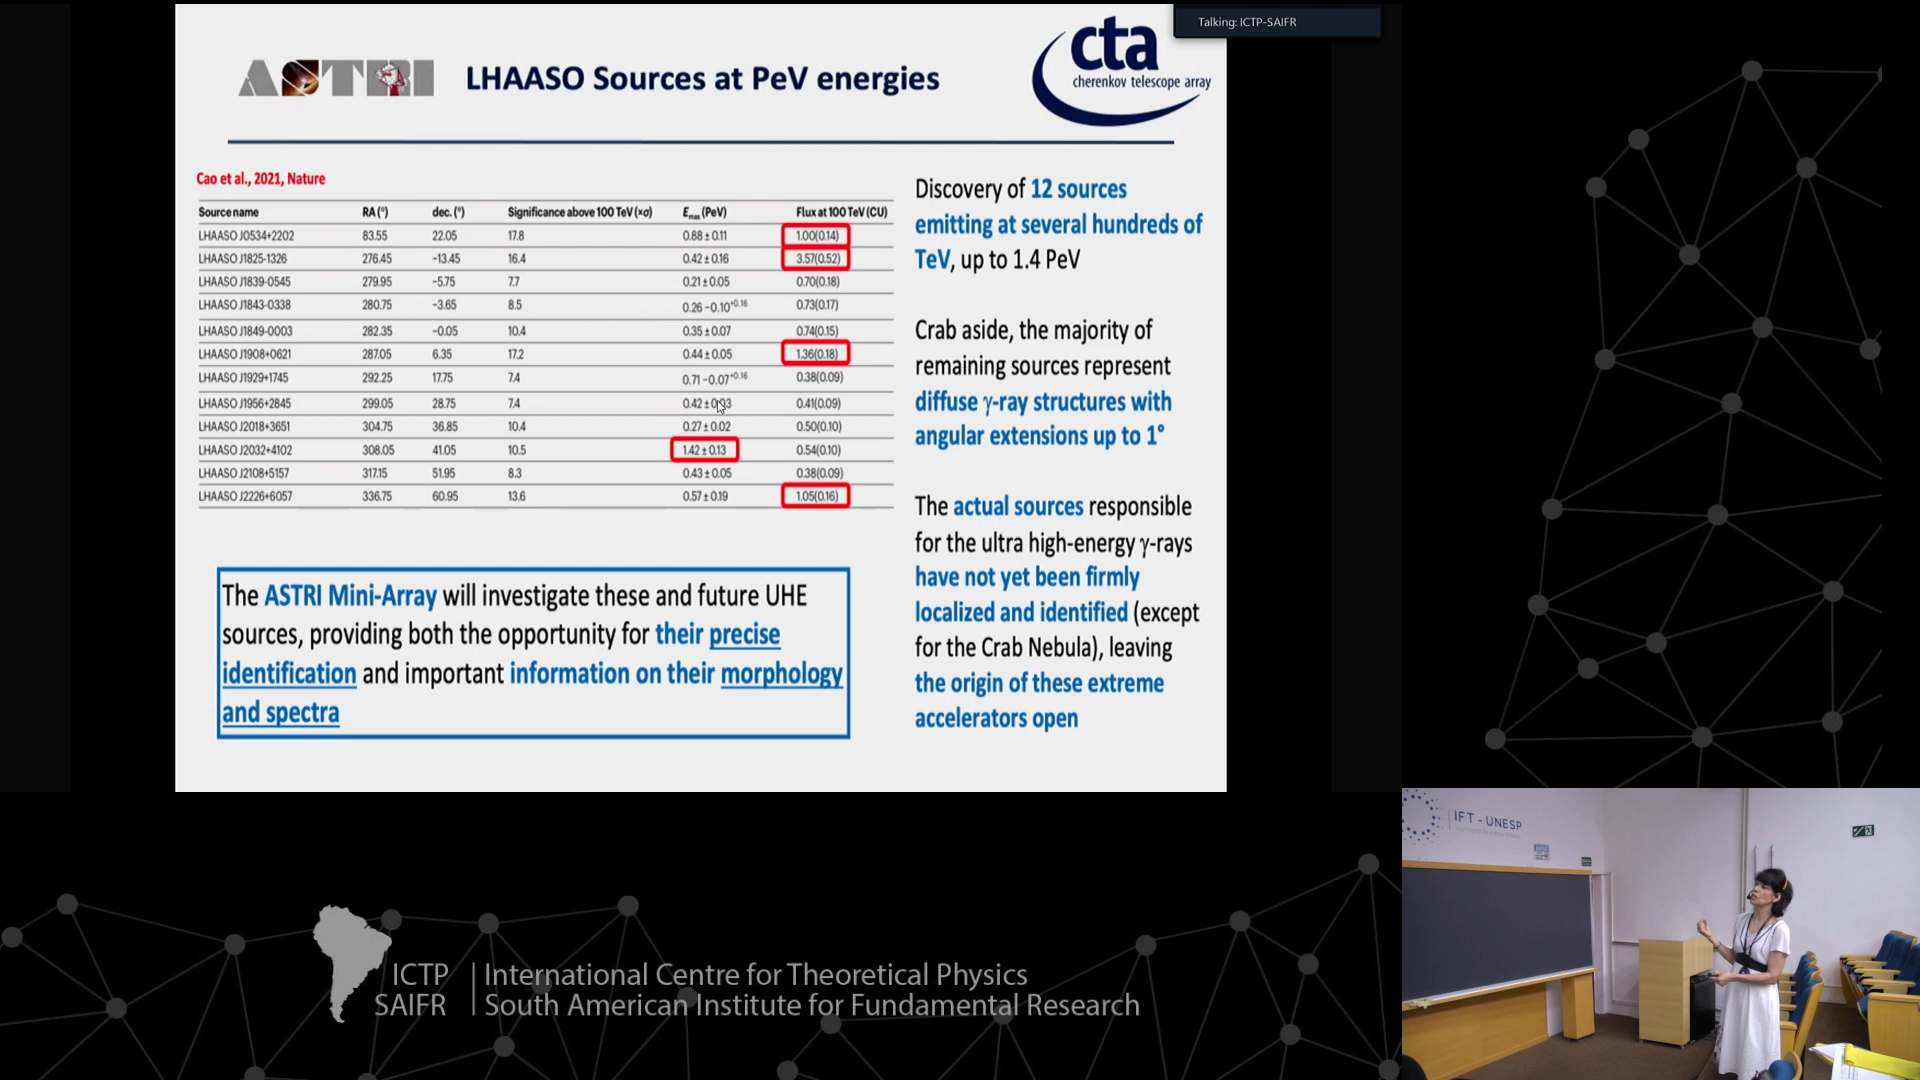 Talking: ICTP-SAIFR
ASTRI
LHAASO Sources at PeV energies
cta
cherenkov telescope array
Cao et al., 2021, Nature
Source name RA (°) dec. (°) Significance above 100 TeV (×σ) Emax (PeV) Flux at 100 TeV (CU)
LHAASO J0534+2202 83.55 22.05 17.8 0.88 ± 0.11 1.00(0.14)
LHAASO J1825-1326 276.45 −13.45 16.4 0.42 ± 0.16 3.57(0.52)
LHAASO J1839-0545 279.95 −5.75 7.7 0.21 ± 0.05 0.70(0.18)
LHAASO J1843-0338 280.75 −3.65 8.5 0.26 −0.10+0.16 0.73(0.17)
LHAASO J1849-0003 282.35 −0.05 10.4 0.35 ± 0.07 0.74(0.15)
LHAASO J1908+0621 287.05 6.35 17.2 0.44 ± 0.05 1.36(0.18)
LHAASO J1929+1745 292.25 17.75 7.4 0.71 −0.07+0.16 0.38(0.09)
LHAASO J1956+2845 299.05 28.75 7.4 0.42 ± 0.03 0.41(0.09)
LHAASO J2018+3651 304.75 36.85 10.4 0.27 ± 0.02 0.50(0.10)
LHAASO J2032+4102 308.05 41.05 10.5 1.42 ± 0.13 0.54(0.10)
LHAASO J2108+5157 317.15 51.95 8.3 0.43 ± 0.05 0.38(0.09)
LHAASO J2226+6057 336.75 60.95 13.6 0.57 ± 0.19 1.05(0.16)
The ASTRI Mini-Array will investigate these and future UHE
sources, providing both the opportunity for their precise
identification and important information on their morphology
and spectra
Discovery of 12 sources
emitting at several hundreds of
TeV, up to 1.4 PeV
Crab aside, the majority of
remaining sources represent
diffuse γ-ray structures with
angular extensions up to 1°
The actual sources responsible
for the ultra high-energy γ-rays
have not yet been firmly
localized and identified (except
for the Crab Nebula), leaving
the origin of these extreme
accelerators open
IFT - UNESP
ICTP
SAIFR
International Centre for Theoretical Physics
South American Institute for Fundamental Research